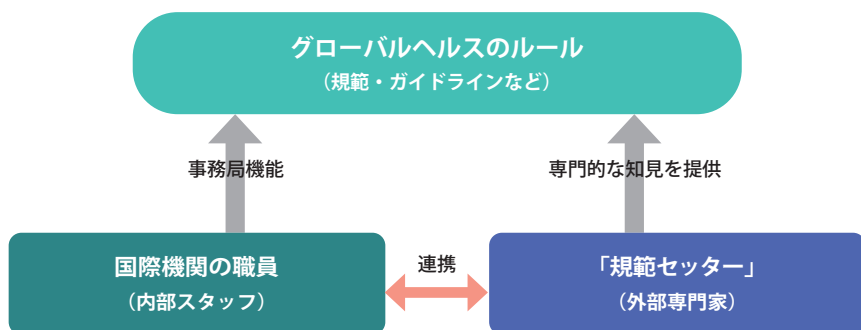 グローバルヘルスのルール
（規範・ガイドラインなど）
事務局機能
専門的な知見を提供
国際機関の職員
（内部スタッフ）
連携
「規範セッター」
（外部専門家）